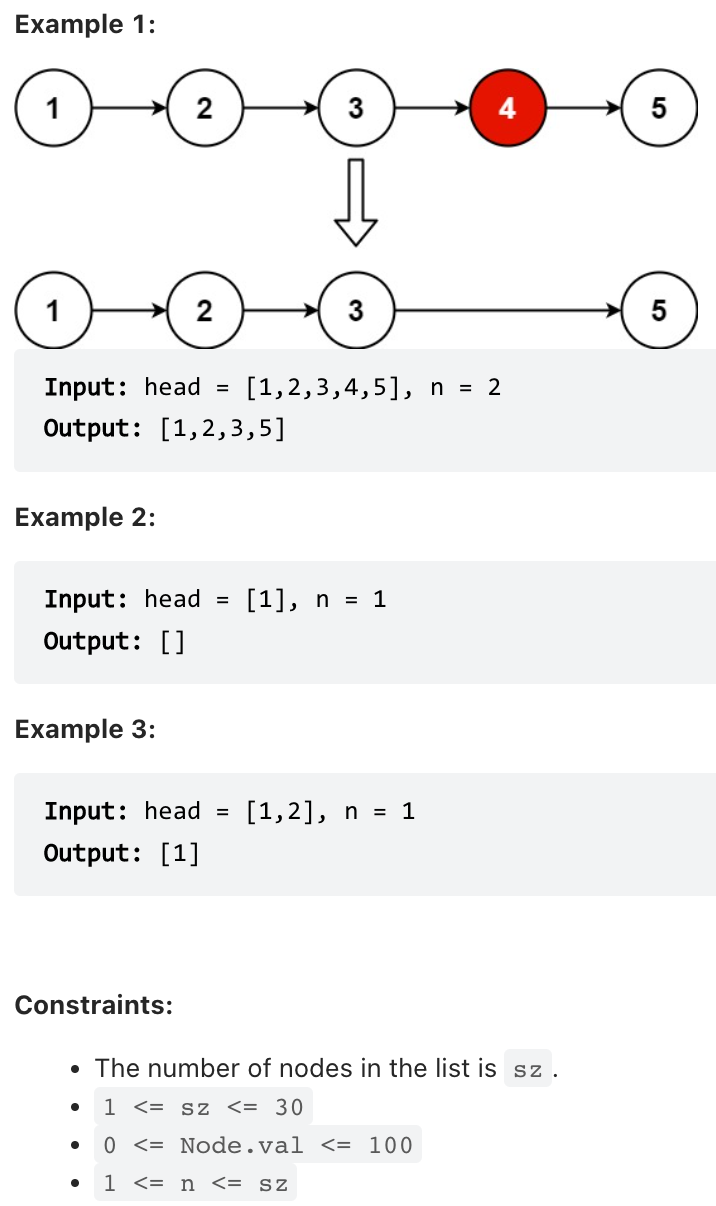 Example 1:
1 2 3 4 5
1 2 3 5
Input: head = [1,2,3,4,5], n = 2
Output: [1,2,3,5]
Example 2:
Input: head = [1], n = 1
Output: []
Example 3:
Input: head = [1,2], n = 1
Output: [1]
Constraints:
• The number of nodes in the list is sz.
• 1 <= sz <= 30
• 0 <= Node.val <= 100
• 1 <= n <= sz